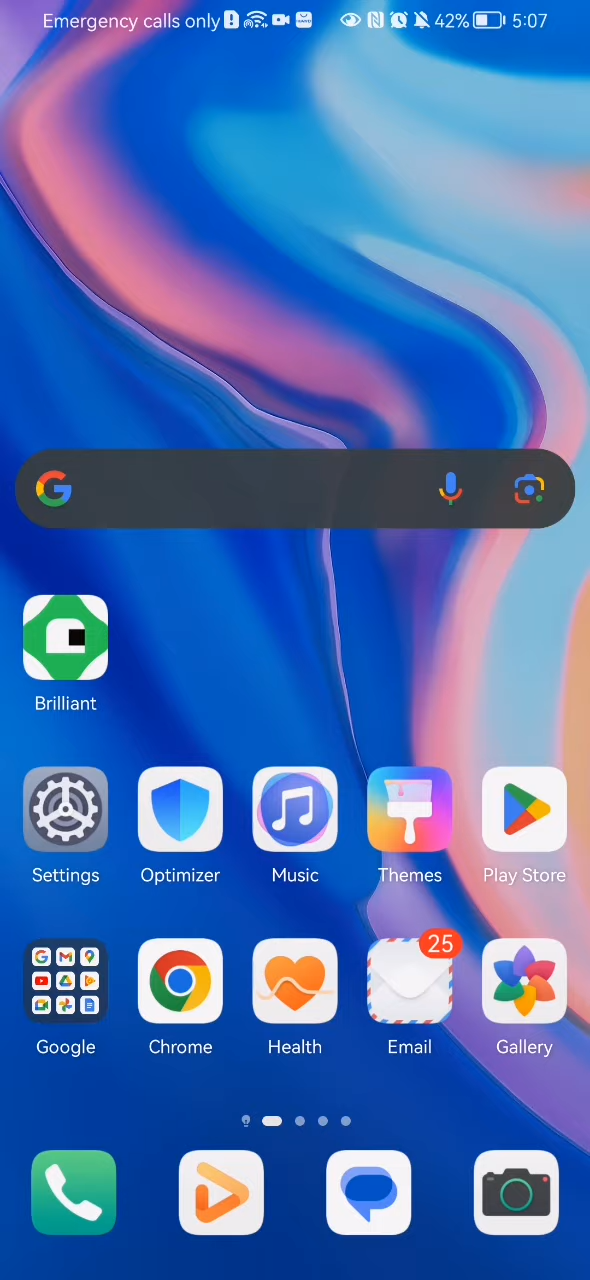 Emergency calls only 42% 5:07
Brilliant
Settings Optimizer Music Themes Play Store
25
Google Chrome Health Email Gallery